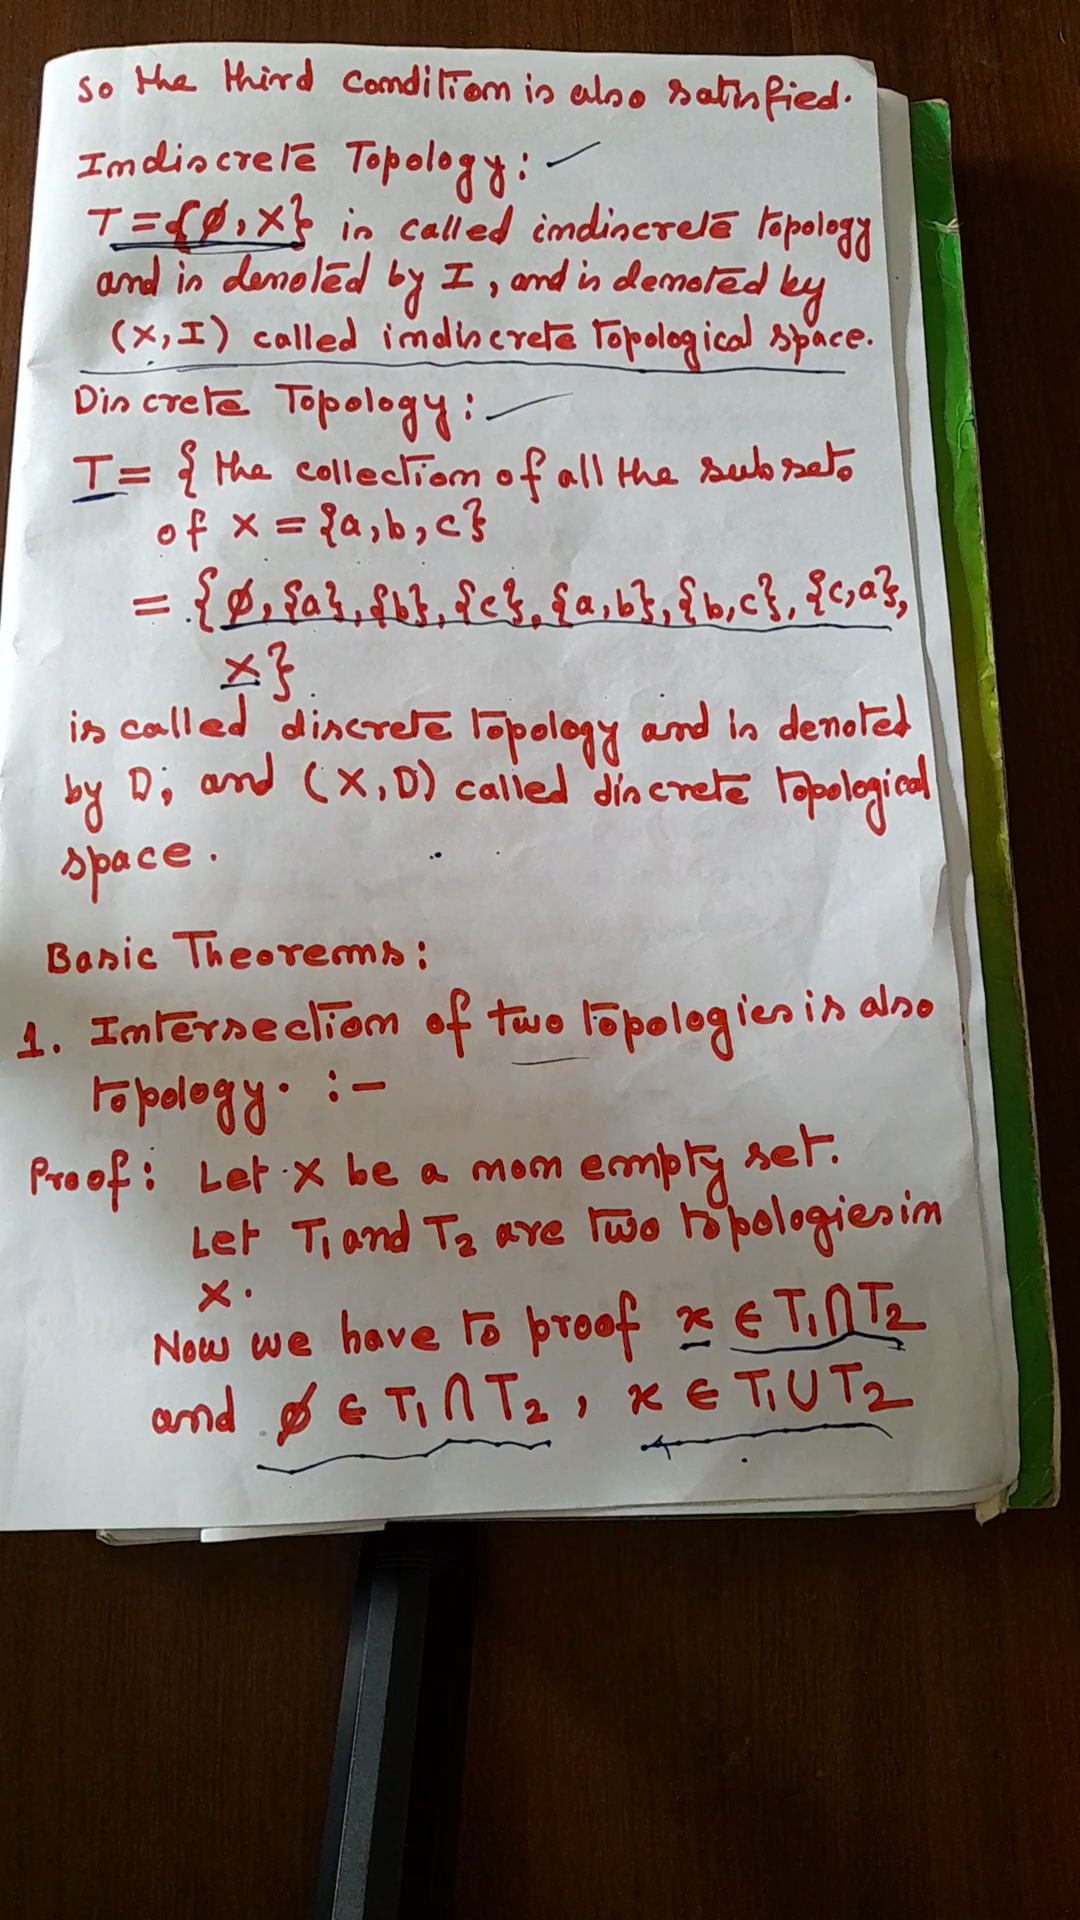 So the third condition is also satisfied.
Indiscrete Topology:
T = {ϕ, X} is called indiscrete topology
and is denoted by I, and is denoted by
(X, I) called indiscrete topological space.
Discrete Topology:
T = { the collection of all the subsets
of X = {a, b, c}
= {ϕ, {a}, {b}, {c}, {a, b}, {b, c}, {c, a},
X}
is called discrete topology and is denoted
by D; and (X, D) called discrete topological
space.
Basic Theorems:
1. Intersection of two topologies is also
topology. :-
Proof: Let X be a non empty set.
Let T₁ and T₂ are two topologies in
X.
Now we have to proof x ∈ T₁ ∩ T₂
and ϕ ∈ T₁ ∩ T₂, x ∈ T₁ ∪ T₂